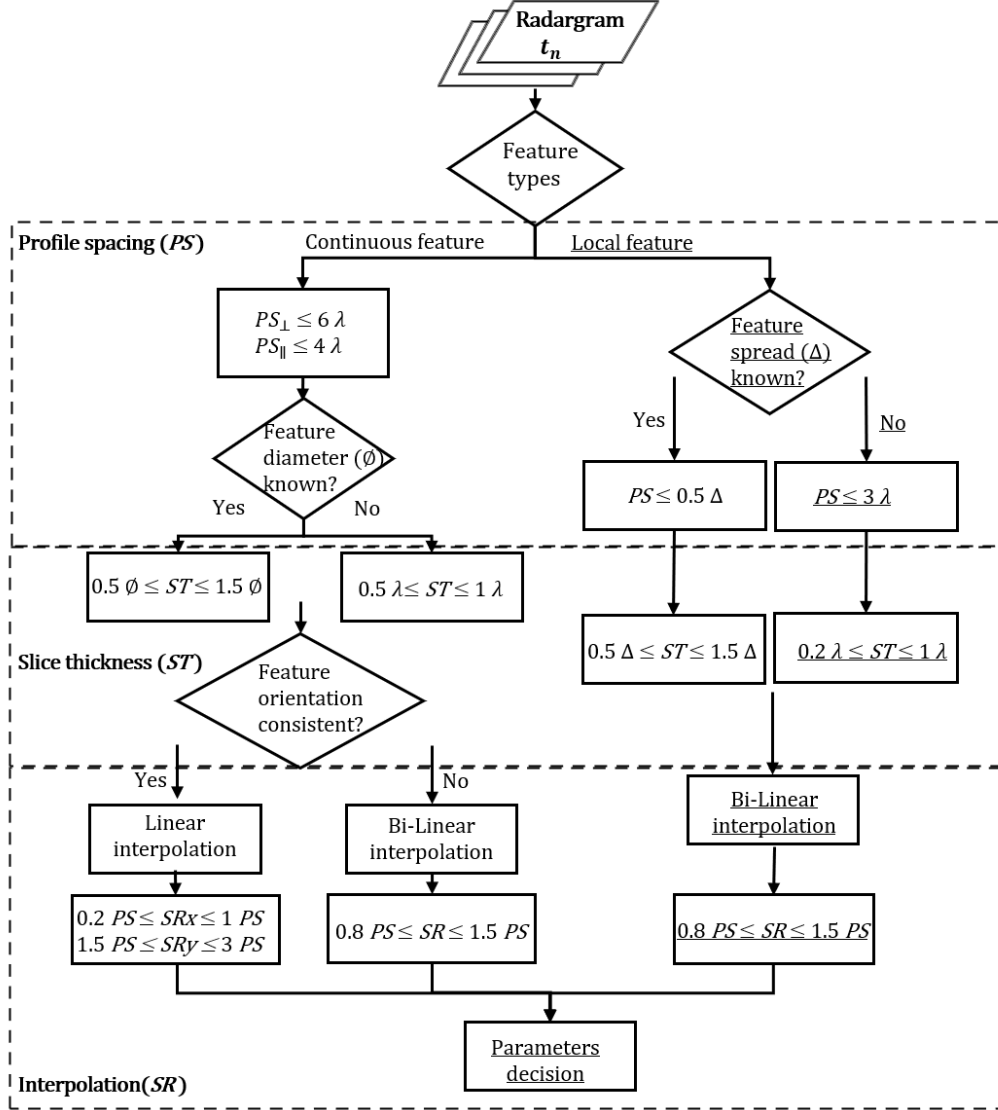 Radargram
tₙ
Feature
types
Profile spacing (PS)
Continuous feature
Local feature
PS⊥ ≤ 6 λ
PS∥ ≤ 4 λ
Feature
spread (Δ)
known?
Feature
diameter (∅)
known?
Yes
No
Yes
No
PS ≤ 0.5 Δ
PS ≤ 3 λ
0.5 ∅ ≤ ST ≤ 1.5 ∅
0.5 λ ≤ ST ≤ 1 λ
0.5 Δ ≤ ST ≤ 1.5 Δ
0.2 λ ≤ ST ≤ 1 λ
Slice thickness (ST)
Feature
orientation
consistent?
Yes
No
Linear
interpolation
Bi-Linear
interpolation
Bi-Linear
interpolation
0.2 PS ≤ SRx ≤ 1 PS
1.5 PS ≤ SRy ≤ 3 PS
0.8 PS ≤ SR ≤ 1.5 PS
0.8 PS ≤ SR ≤ 1.5 PS
Parameters
decision
Interpolation(SR)